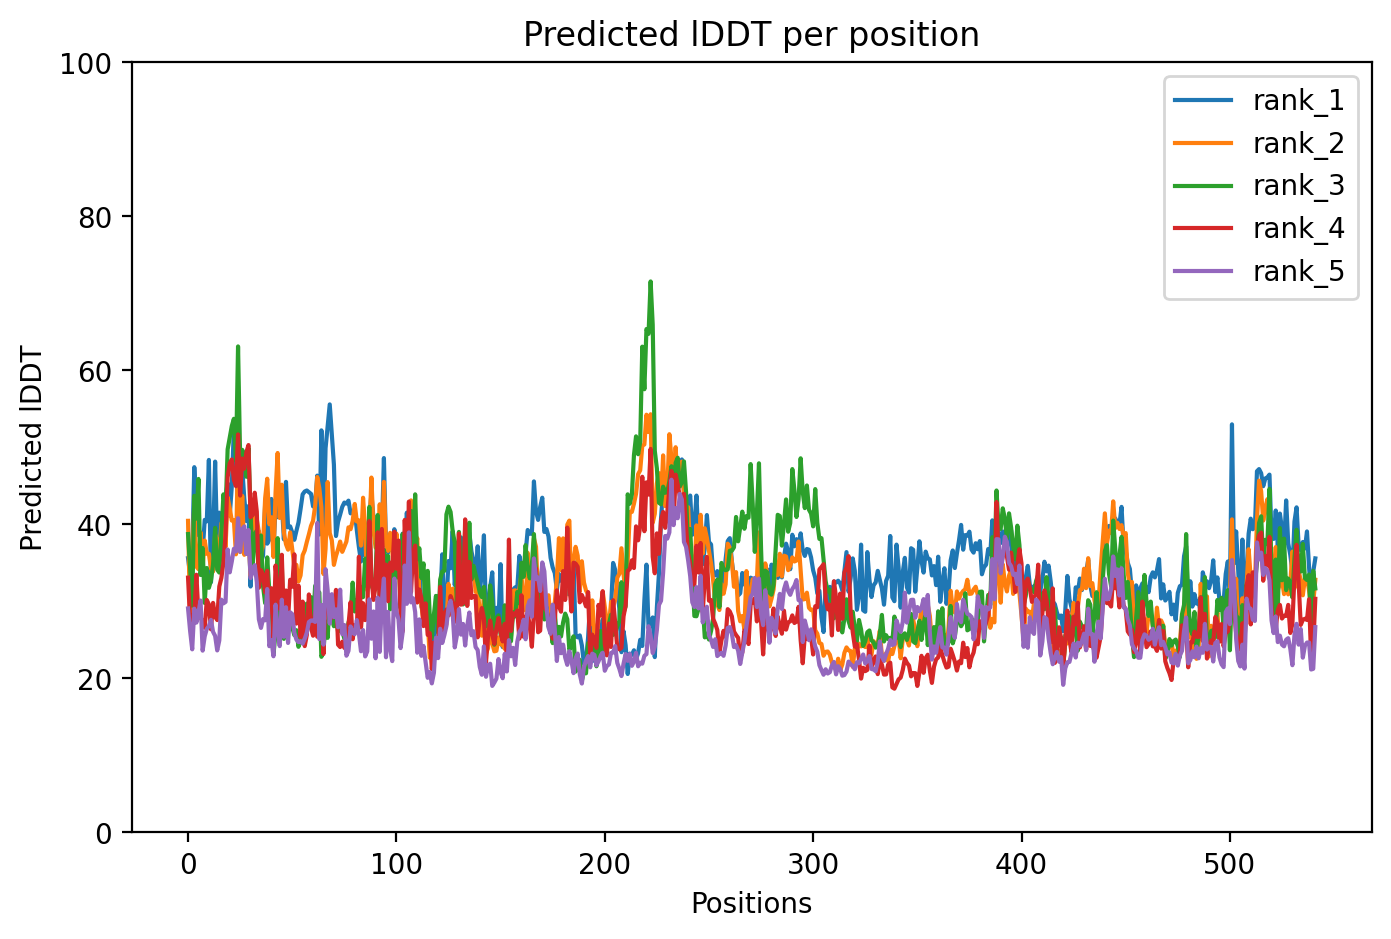 Predicted lDDT per position
100
80
60
40
20
0
Predicted lDDT
0 100 200 300 400 500
Positions
rank_1
rank_2
rank_3
rank_4
rank_5